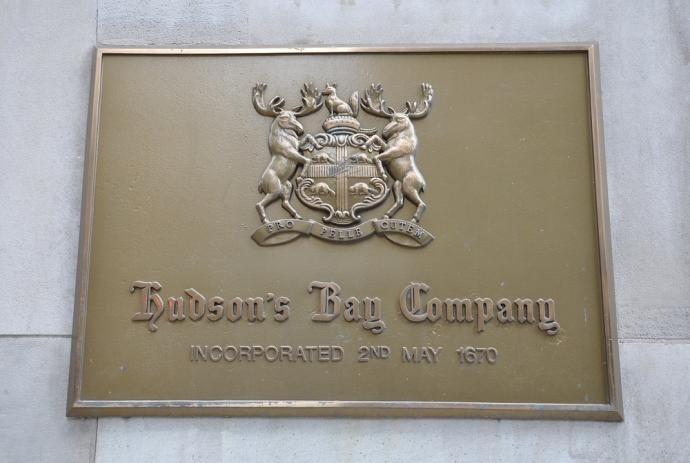 PRO PELLE CUTEM
Hudson's Bay Company
INCORPORATED 2ND MAY 1670